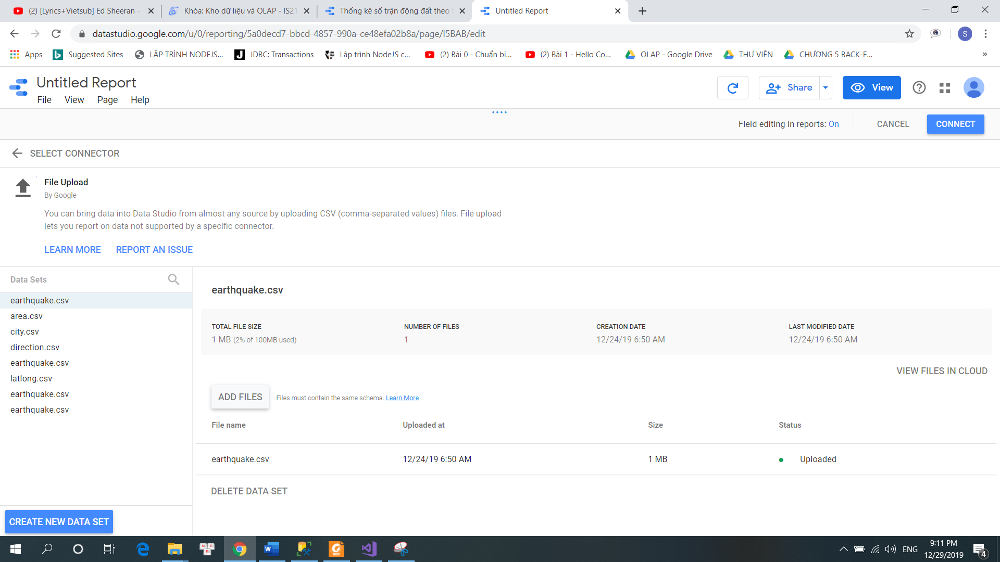 (2) [Lyrics+Vietsub] Ed Sheeran -
Khóa: Kho dữ liệu và OLAP - IS21
Thống kê số trận động đất theo t
Untitled Report
datastudio.google.com/u/0/reporting/5a0decd7-bbcd-4857-990a-ce48efa02b8a/page/l5BAB/edit
S
Apps
Suggested Sites
LẬP TRÌNH NODEJS...
JDBC: Transactions
Lập trình NodeJS c...
(2) Bài 0 - Chuẩn bị...
(2) Bài 1 - Hello Co...
OLAP - Google Drive
THƯ VIỆN
CHƯƠNG 5 BACK-E...
»
Untitled Report
File View Page Help
Share
View
Field editing in reports: On
CANCEL
CONNECT
SELECT CONNECTOR
File Upload
By Google
You can bring data into Data Studio from almost any source by uploading CSV (comma-separated values) files. File upload
lets you report on data not supported by a specific connector.
LEARN MORE REPORT AN ISSUE
Data Sets
earthquake.csv
area.csv
city.csv
direction.csv
earthquake.csv
latlong.csv
earthquake.csv
earthquake.csv
CREATE NEW DATA SET
earthquake.csv
TOTAL FILE SIZE NUMBER OF FILES CREATION DATE LAST MODIFIED DATE
1 MB (2% of 100MB used) 1 12/24/19 6:50 AM 12/24/19 6:50 AM
VIEW FILES IN CLOUD
ADD FILES Files must contain the same schema. Learn More
File name Uploaded at Size Status
earthquake.csv 12/24/19 6:50 AM 1 MB Uploaded
DELETE DATA SET
ENG
9:11 PM
12/29/2019
4